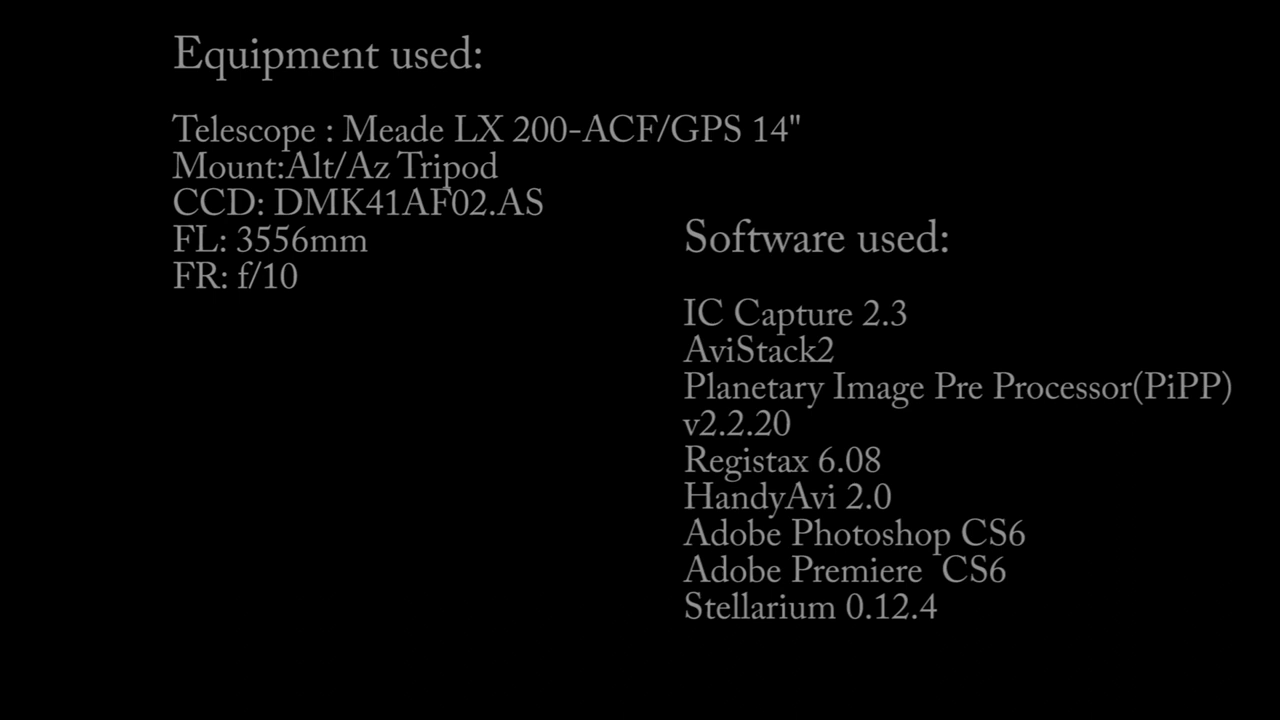 Equipment used:
Telescope : Meade LX 200-ACF/GPS 14"
Mount:Alt/Az Tripod
CCD: DMK41AF02.AS
FL: 3556mm
FR: f/10
Software used:
IC Capture 2.3
AviStack2
Planetary Image Pre Processor(PiPP)
v2.2.20
Registax 6.08
HandyAvi 2.0
Adobe Photoshop CS6
Adobe Premiere  CS6
Stellarium 0.12.4